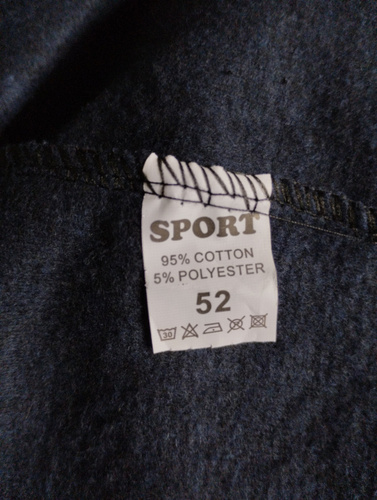 SPORT
95% COTTON
5% POLYESTER
52
30